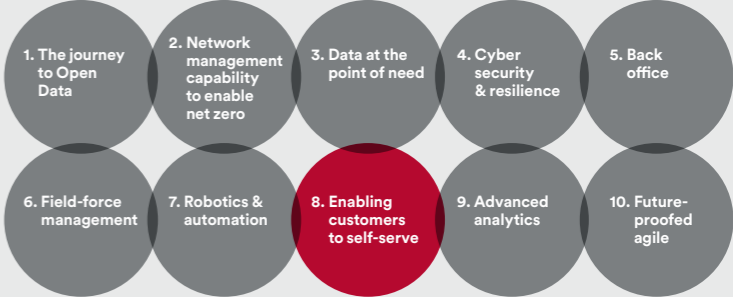 1. The journey
to Open
Data
2. Network
management
capability
to enable
net zero
3. Data at the
point of need
4. Cyber
security
& resilience
5. Back
office
6. Field-force
management
7. Robotics &
automation
8. Enabling
customers
to self-serve
9. Advanced
analytics
10. Future-
proofed
agile